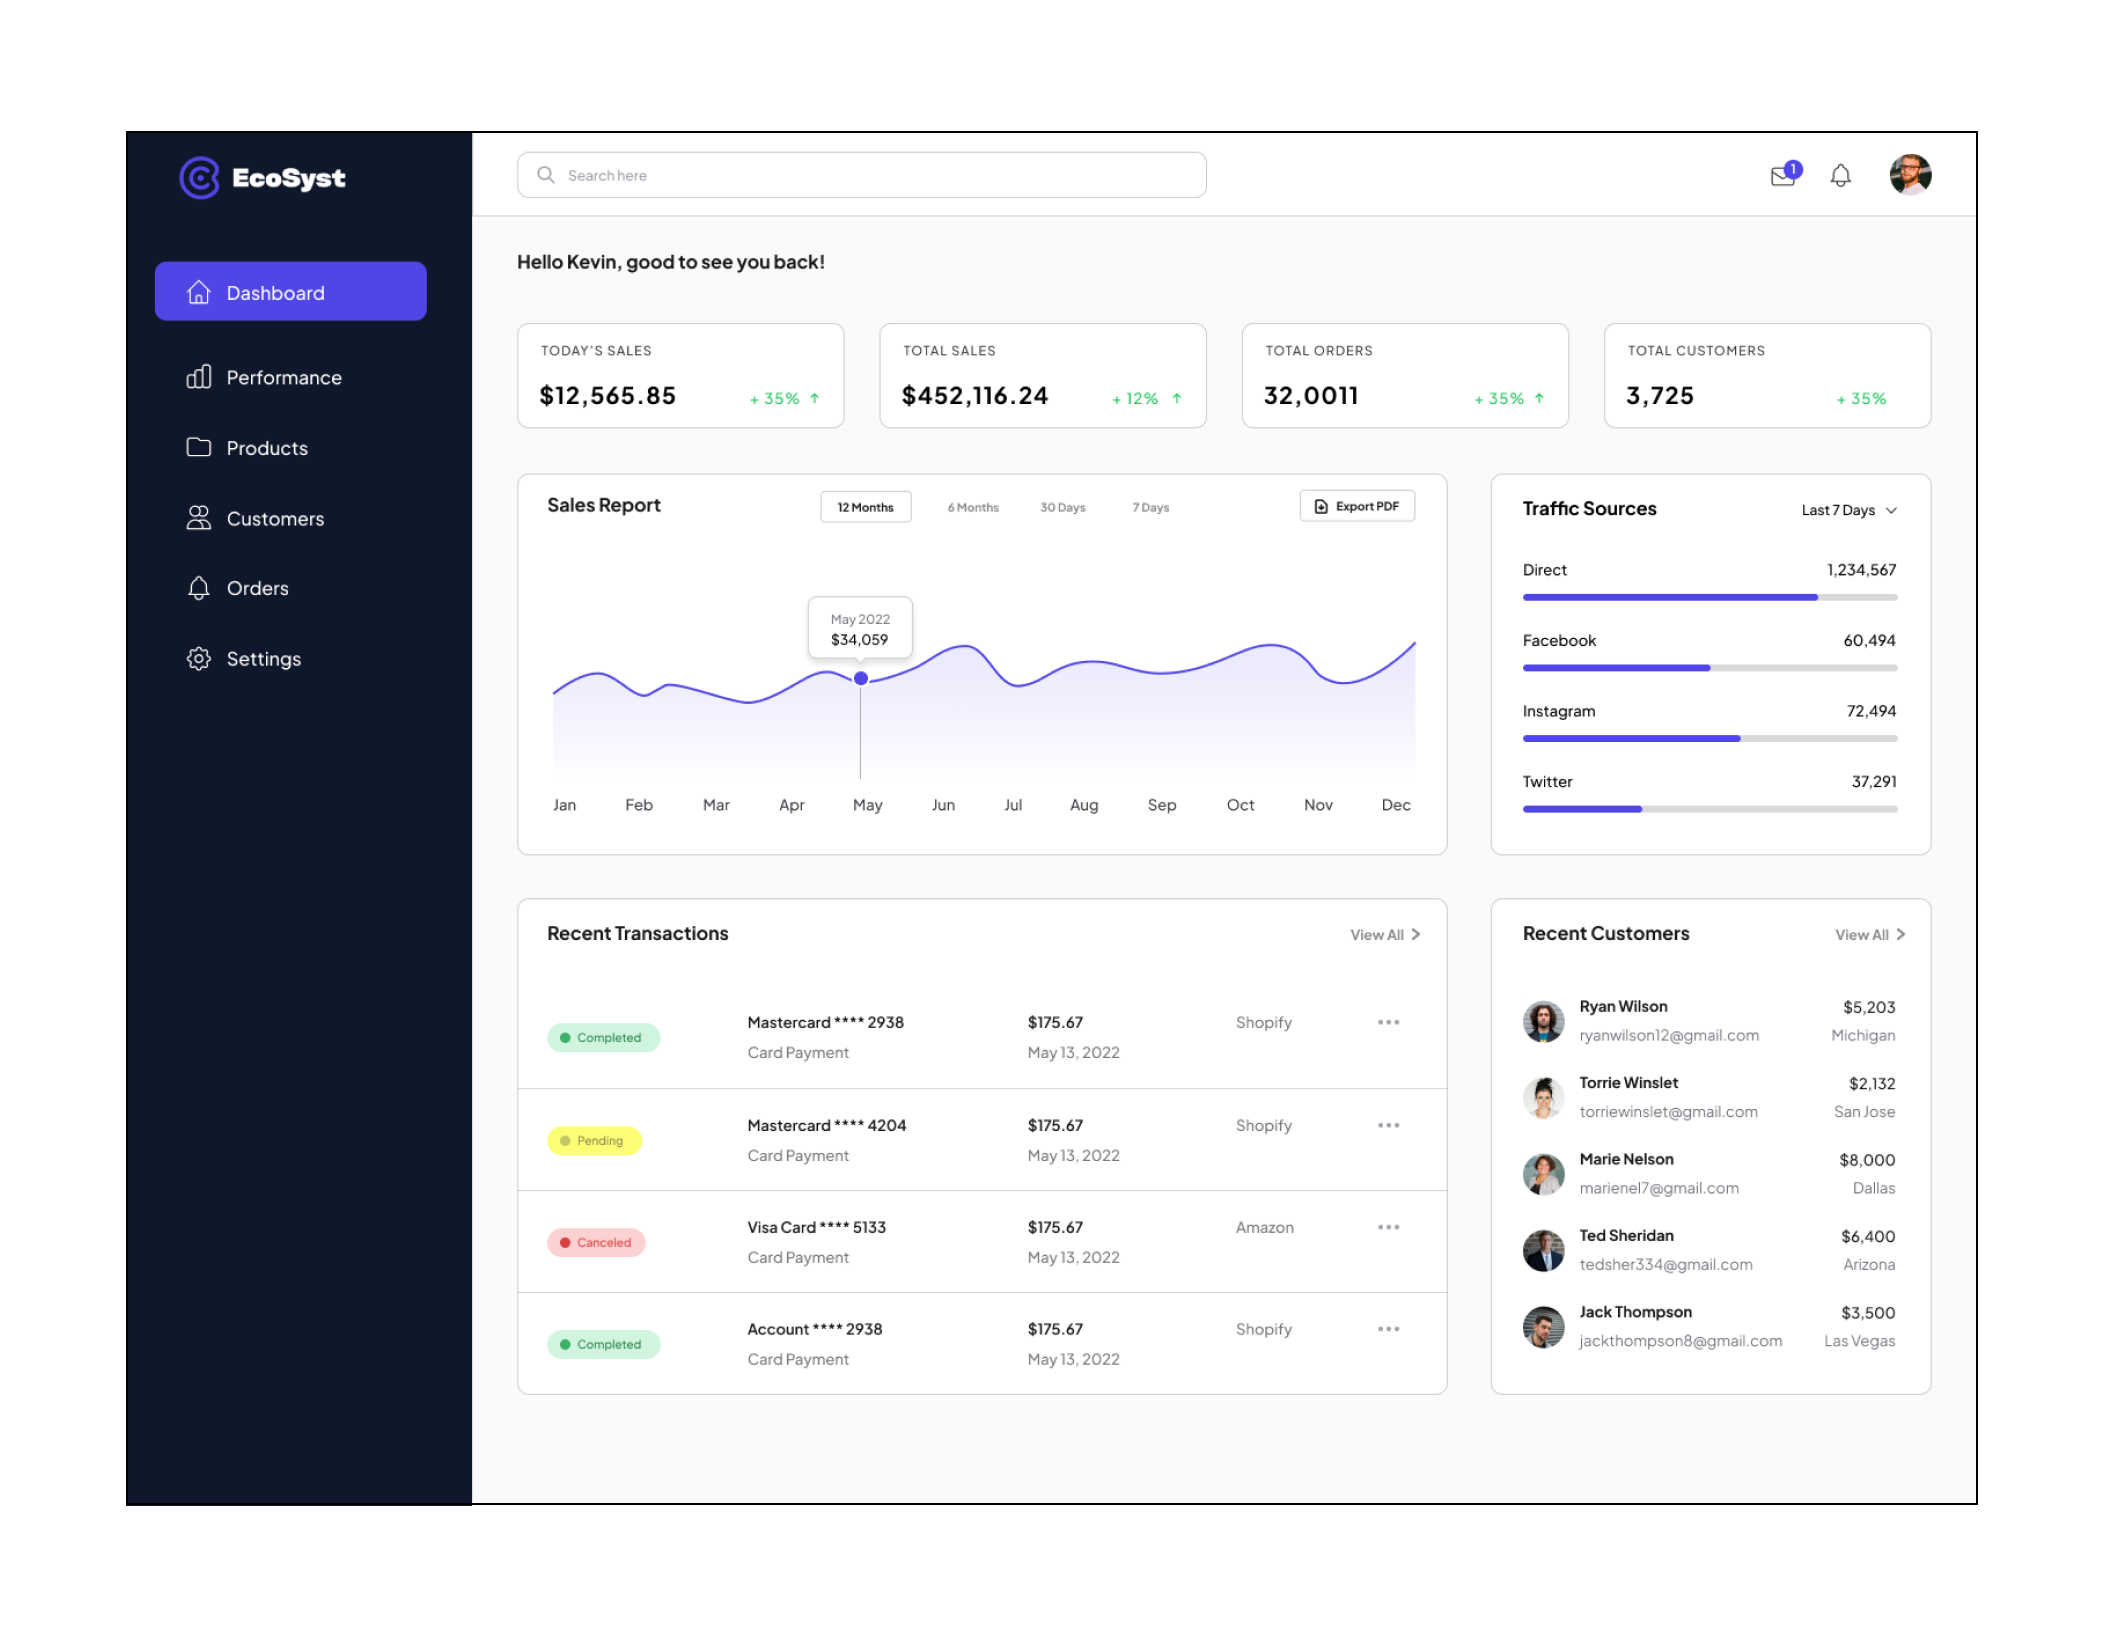 EcoSyst
Search here
1
Dashboard
Performance
Products
Customers
Orders
Settings
Hello Kevin, good to see you back!
TODAY'S SALES
$12,565.85 + 35%
TOTAL SALES
$452,116.24 + 12%
TOTAL ORDERS
32,0011 + 35%
TOTAL CUSTOMERS
3,725 + 35%
Sales Report 12 Months 6 Months 30 Days 7 Days Export PDF
May 2022
$34,059
Jan Feb Mar Apr May Jun Jul Aug Sep Oct Nov Dec
Traffic Sources Last 7 Days
Direct 1,234,567
Facebook 60,494
Instagram 72,494
Twitter 37,291
Recent Transactions View All
Completed
Mastercard **** 2938 $175.67 Shopify
Card Payment May 13, 2022
Pending
Mastercard **** 4204 $175.67 Shopify
Card Payment May 13, 2022
Canceled
Visa Card **** 5133 $175.67 Amazon
Card Payment May 13, 2022
Completed
Account **** 2938 $175.67 Shopify
Card Payment May 13, 2022
Recent Customers View All
Ryan Wilson $5,203
ryanwilson12@gmail.com Michigan
Torrie Winslet $2,132
torriewinslet@gmail.com San Jose
Marie Nelson $8,000
marienel7@gmail.com Dallas
Ted Sheridan $6,400
tedsher334@gmail.com Arizona
Jack Thompson $3,500
jackthompson8@gmail.com Las Vegas